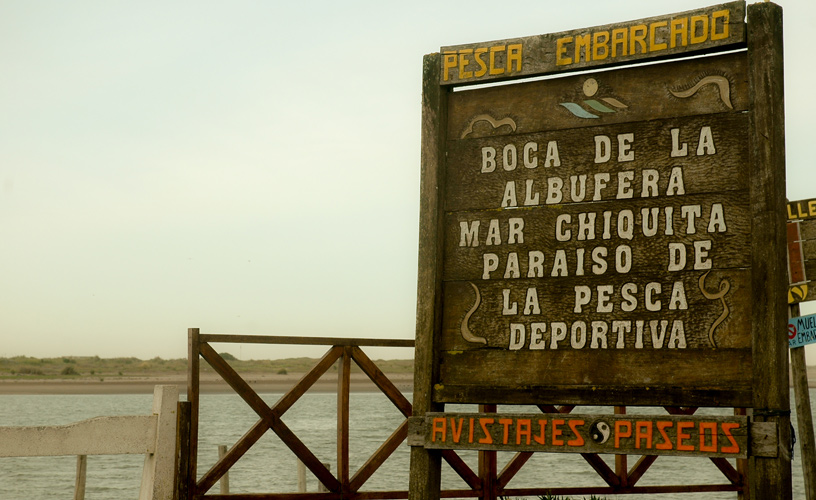 PESCA EMBARCADO
BOCA DE LA
ALBUFERA
MAR CHIQUITA
PARAISO DE
LA PESCA
DEPORTIVA
AVISTAJES PASEOS